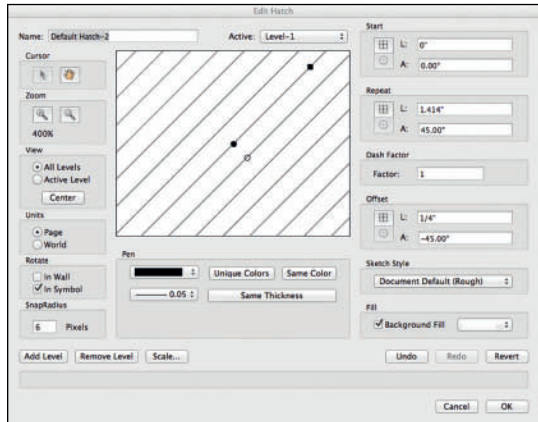 Edit Hatch
Name: Default Hatch-2
Active: Level-1
Cursor
Zoom
400%
View
All Levels
Active Level
Center
Units
Page
World
Rotate
In Wall
In Symbol
SnapRadius
6 Pixels
Pen
Unique Colors Same Color
0.05 Same Thickness
Start
L: 0"
A: 0.00°
Repeat
L: 1.414"
A: 45.00°
Dash Factor
Factor: 1
Offset
L: 1/4"
A: -45.00°
Sketch Style
Document Default (Rough)
Fill
Background Fill
Add Level Remove Level Scale... Undo Redo Revert
Cancel OK